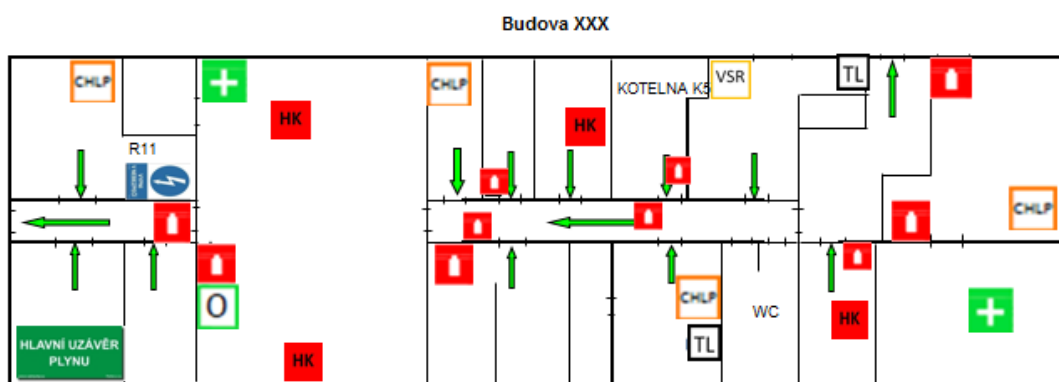 Budova XXX
CHLP
CHLP
KOTELNA K5
VSR
TL
HK
HK
R11
CHLP
O
CHLP
TL
WC
HK
HLAVNÍ UZÁVĚR
PLYNU
HK